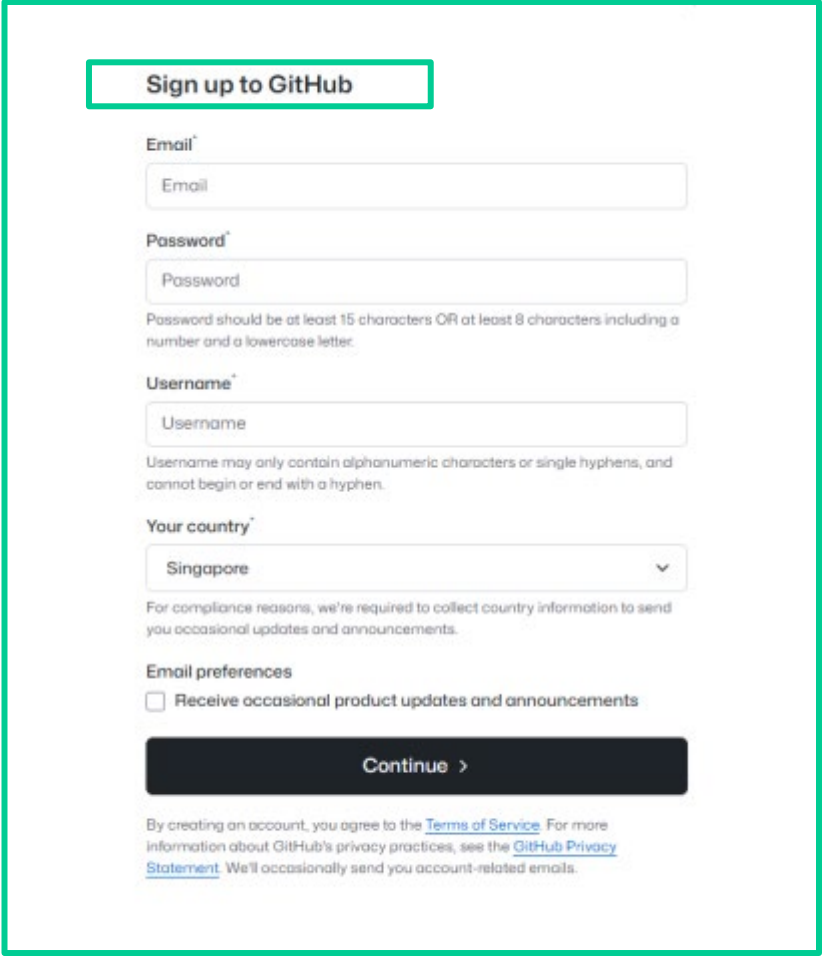 Sign up to GitHub
Email*
Email
Password*
Password
Password should be at least 15 characters OR at least 8 characters including a
number and a lowercase letter.
Username*
Username
Username may only contain alphanumeric characters or single hyphens, and
cannot begin or end with a hyphen.
Your country*
Singapore
For compliance reasons, we're required to collect country information to send
you occasional updates and announcements.
Email preferences
Receive occasional product updates and announcements
Continue >
By creating an account, you agree to the Terms of Service. For more
information about GitHub's privacy practices, see the GitHub Privacy
Statement. We'll occasionally send you account-related emails.